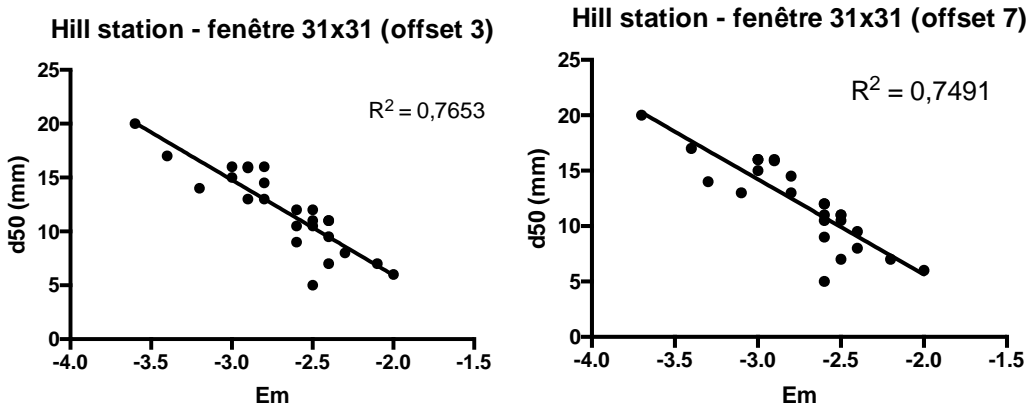 Hill station - fenêtre 31x31 (offset 3)
R² = 0,7653
d50 (mm)
25
20
15
10
5
0
-4.0 -3.5 -3.0 -2.5 -2.0 -1.5
Em
Hill station - fenêtre 31x31 (offset 7)
R² = 0,7491
d50 (mm)
25
20
15
10
5
0
-4.0 -3.5 -3.0 -2.5 -2.0 -1.5
Em